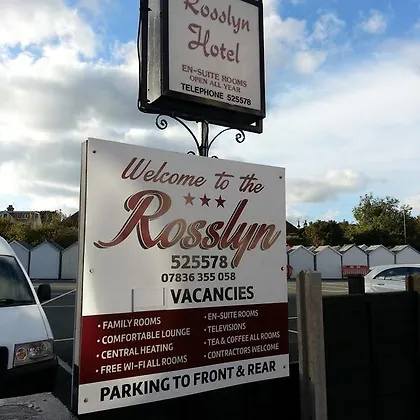 Rosslyn
Hotel
EN-SUITE ROOMS
OPEN ALL YEAR
TELEPHONE 525578
Welcome to the
Rosslyn
525578
07836 355 058
VACANCIES
• FAMILY ROOMS
• COMFORTABLE LOUNGE
• CENTRAL HEATING
• FREE WI-FI ALL ROOMS
• EN-SUITE ROOMS
• TELEVISIONS
• TEA & COFFEE ALL ROOMS
• CONTRACTORS WELCOME
PARKING TO FRONT & REAR